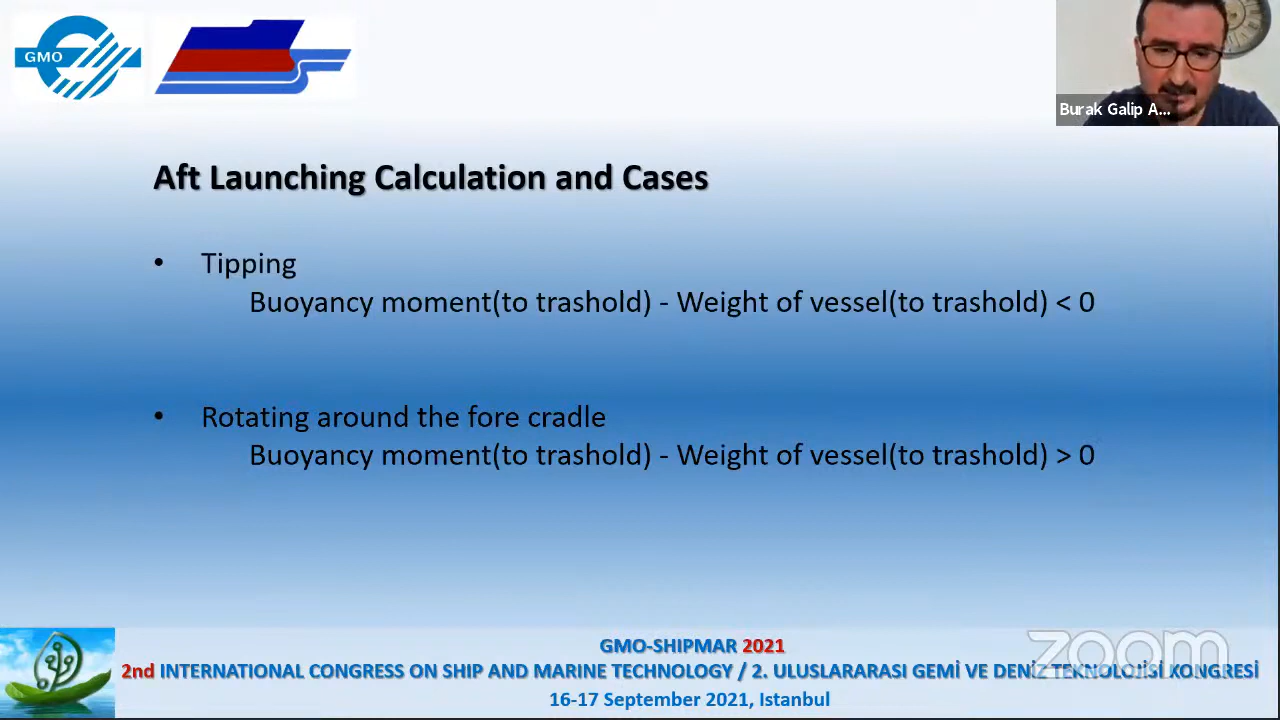 GMO
Burak Galip A...
Aft Launching Calculation and Cases
• Tipping
Buoyancy moment(to trashold) - Weight of vessel(to trashold) < 0
• Rotating around the fore cradle
Buoyancy moment(to trashold) - Weight of vessel(to trashold) > 0
GMO-SHIPMAR 2021
2nd INTERNATIONAL CONGRESS ON SHIP AND MARINE TECHNOLOGY / 2. ULUSLARARASI GEMİ VE DENİZ TEKNOLOJİSİ KONGRESİ
16-17 September 2021, Istanbul
zoom